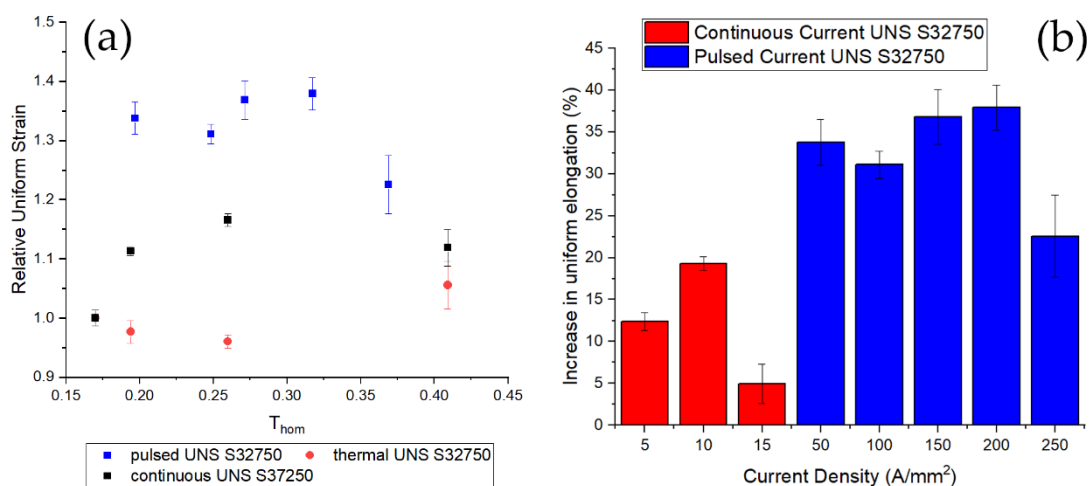 (a)
1.5
1.4
1.3
1.2
1.1
1.0
0.9
Relative Uniform Strain
0.15
0.20
0.25
0.30
0.35
0.40
0.45
T_hom
pulsed UNS S32750
thermal UNS S32750
continuous UNS S37250
(b)
Continuous Current UNS S32750
Pulsed Current UNS S32750
45
40
35
30
25
20
15
10
5
0
Increase in uniform elongation (%)
5
10
15
50
100
150
200
250
Current Density (A/mm²)